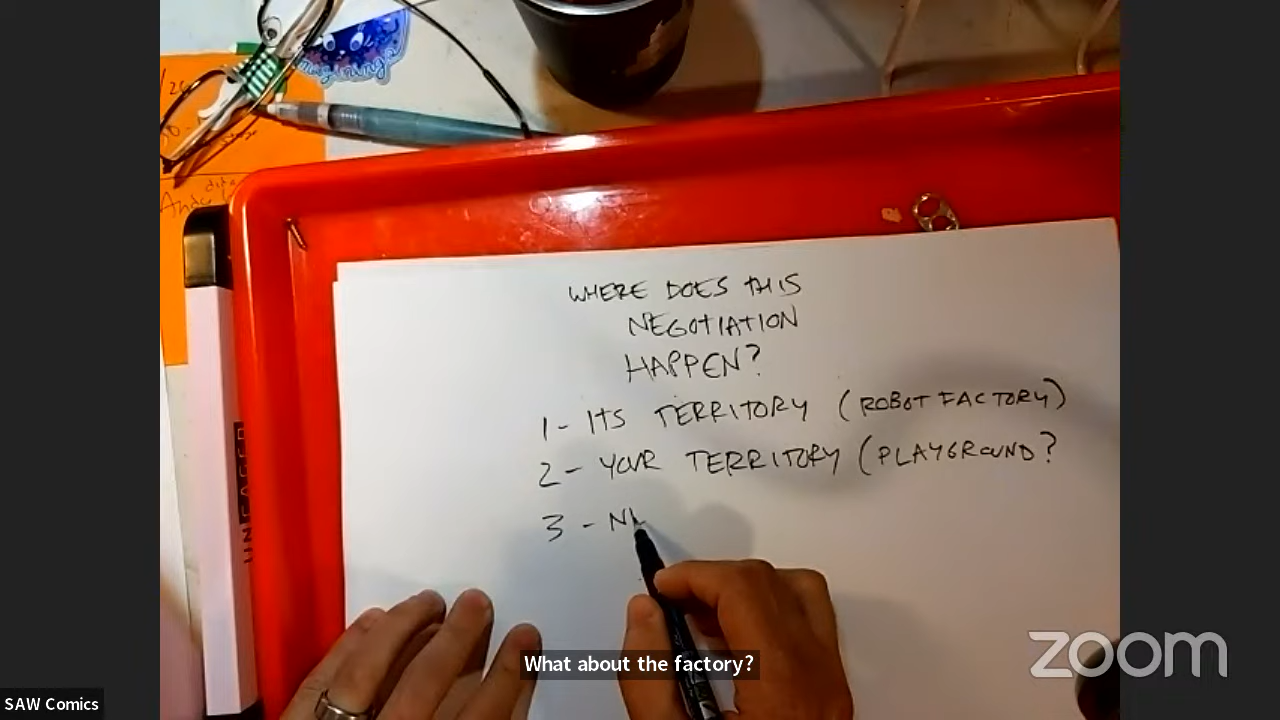 WHERE DOES THIS
NEGOTIATION
HAPPEN?
1- ITS TERRITORY (ROBOT FACTORY)
2- YOUR TERRITORY (PLAYGROUND?
3 - N
What about the factory?
zoom
SAW Comics